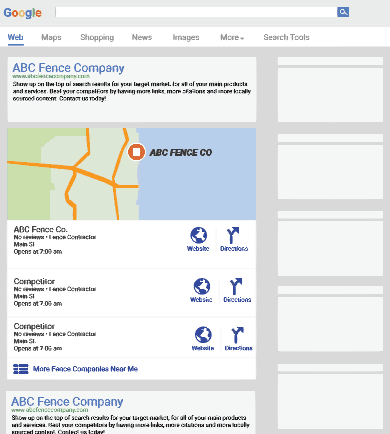 Google
Web Maps Shopping News Images More Search Tools
ABC Fence Company
www.abcfencecompany.com
Show up on the top of search results for your target market, for all of your main products
and services. Beat your competitors by having more links, more citations and more locally
sourced content. Contact us today!
ABC FENCE CO
ABC Fence Co.
No reviews • Fence Contractor
Main St
Opens at 7:00 am
Website Directions
Competitor
No reviews • Fence Contractor
Main St
Opens at 7:00 am
Website Directions
Competitor
No reviews • Fence Contractor
Main St
Opens at 7:00 am
Website Directions
More Fence Companies Near Me
ABC Fence Company
www.abcfencecompany.com
Show up on the top of search results for your target market, for all of your main products
and services. Beat your competitors by having more links, more citations and more locally
sourced content. Contact us today!